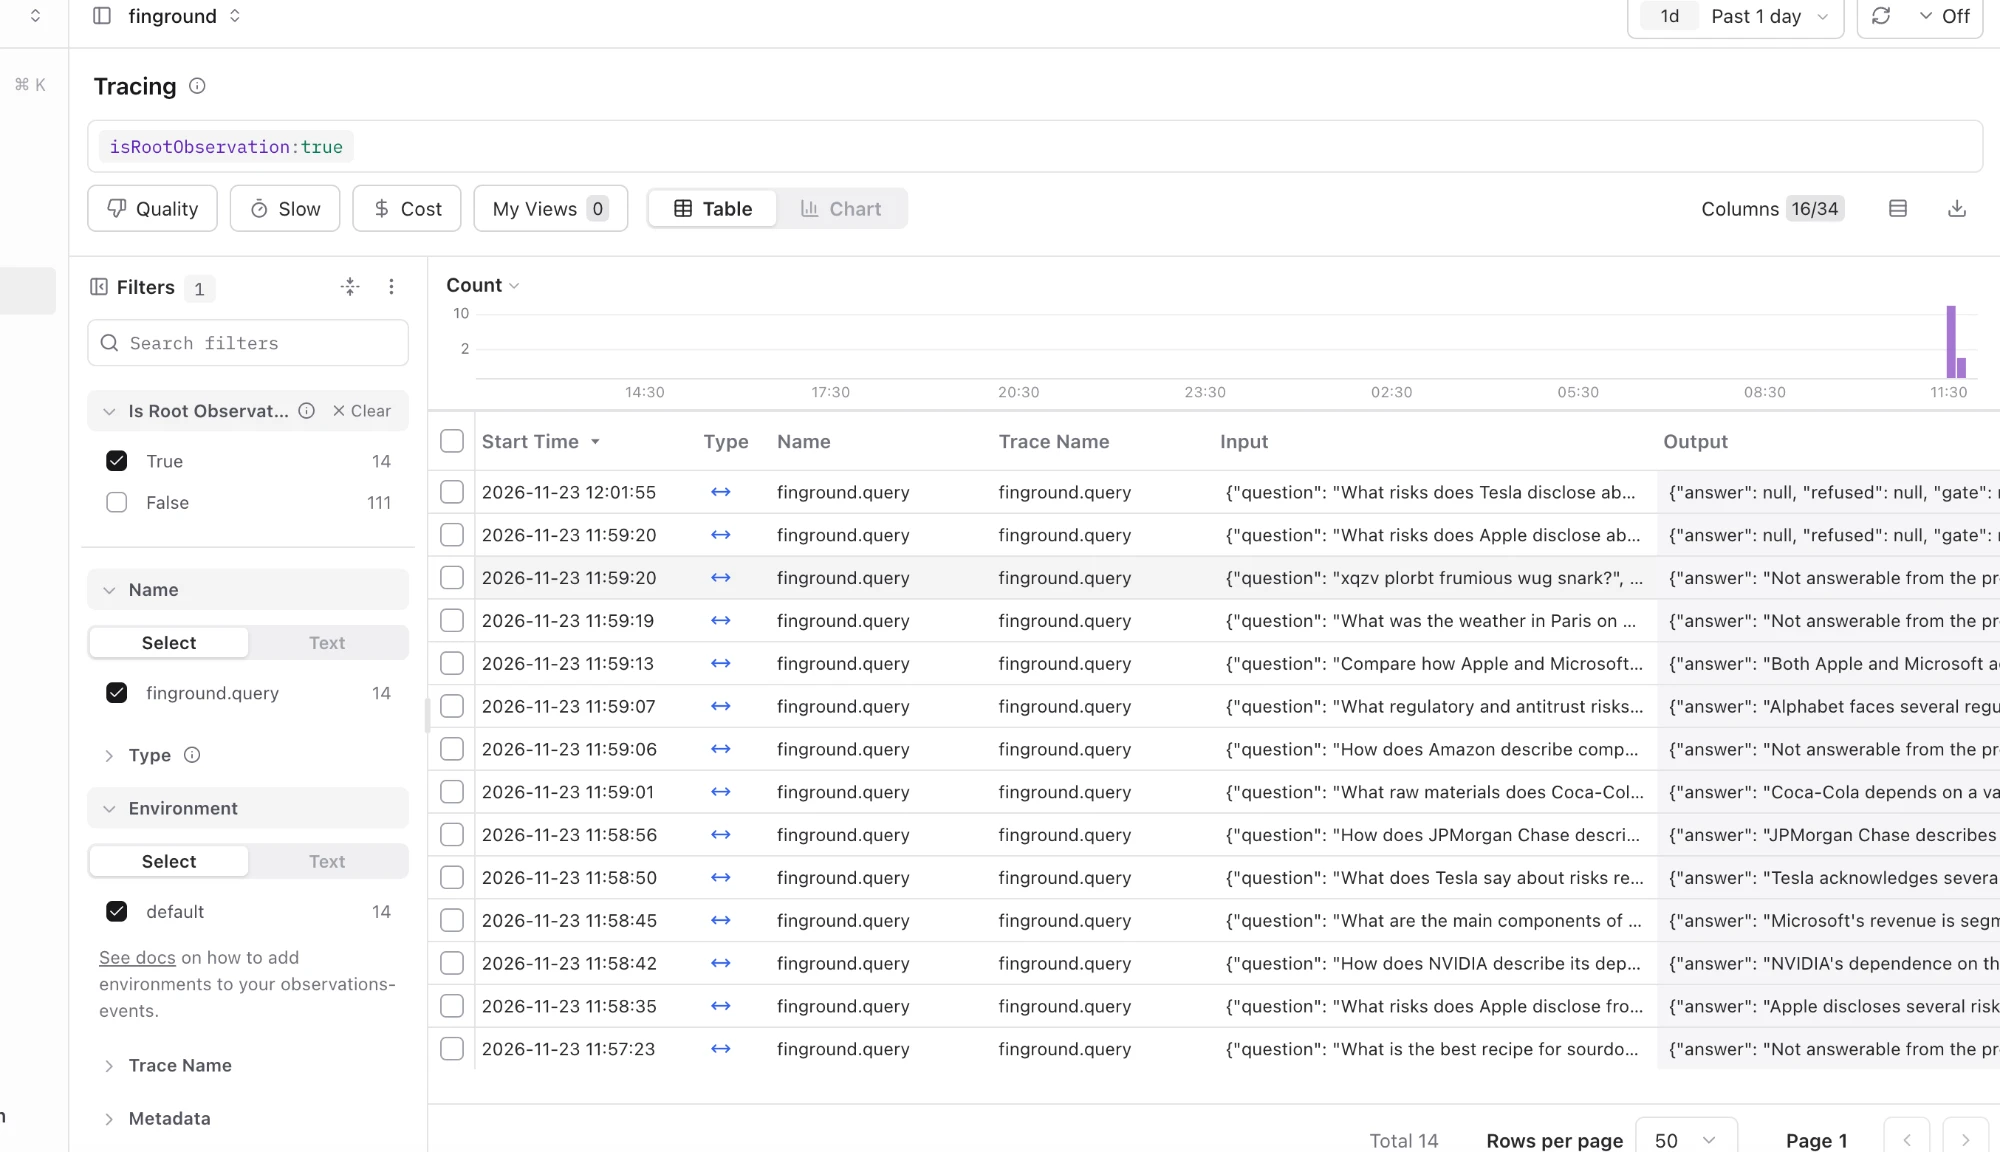 finground
1d Past 1 day
Off
⌘ K
Tracing
isRootObservation:true
Quality
Slow
$ Cost
My Views 0
Table
Chart
Columns 16/34
Filters 1
Search filters
Is Root Observat... × Clear
True 14
False 111
Name
Select Text
finground.query 14
Type
Environment
Select Text
default 14
See docs on how to add
environments to your observations-
events.
Trace Name
Metadata
Count
10
2
14:30 17:30 20:30 23:30 02:30 05:30 08:30 11:30
Start Time Type Name Trace Name Input Output
2026-11-23 12:01:55 finground.query finground.query {"question": "What risks does Tesla disclose ab... {"answer": null, "refused": null, "gate":
2026-11-23 11:59:20 finground.query finground.query {"question": "What risks does Apple disclose ab... {"answer": null, "refused": null, "gate":
2026-11-23 11:59:20 finground.query finground.query {"question": "xqzv plorbt frumious wug snark?", ... {"answer": "Not answerable from the pr
2026-11-23 11:59:19 finground.query finground.query {"question": "What was the weather in Paris on ... {"answer": "Not answerable from the pr
2026-11-23 11:59:13 finground.query finground.query {"question": "Compare how Apple and Microsoft... {"answer": "Both Apple and Microsoft a
2026-11-23 11:59:07 finground.query finground.query {"question": "What regulatory and antitrust risks... {"answer": "Alphabet faces several regu
2026-11-23 11:59:06 finground.query finground.query {"question": "How does Amazon describe comp... {"answer": "Not answerable from the pr
2026-11-23 11:59:01 finground.query finground.query {"question": "What raw materials does Coca-Col... {"answer": "Coca-Cola depends on a va
2026-11-23 11:58:56 finground.query finground.query {"question": "How does JPMorgan Chase descri... {"answer": "JPMorgan Chase describes
2026-11-23 11:58:50 finground.query finground.query {"question": "What does Tesla say about risks re... {"answer": "Tesla acknowledges severa
2026-11-23 11:58:45 finground.query finground.query {"question": "What are the main components of ... {"answer": "Microsoft's revenue is segm
2026-11-23 11:58:42 finground.query finground.query {"question": "How does NVIDIA describe its dep... {"answer": "NVIDIA's dependence on th
2026-11-23 11:58:35 finground.query finground.query {"question": "What risks does Apple disclose fro... {"answer": "Apple discloses several risk
2026-11-23 11:57:23 finground.query finground.query {"question": "What is the best recipe for sourdo... {"answer": "Not answerable from the pr
Total 14 Rows per page 50 Page 1